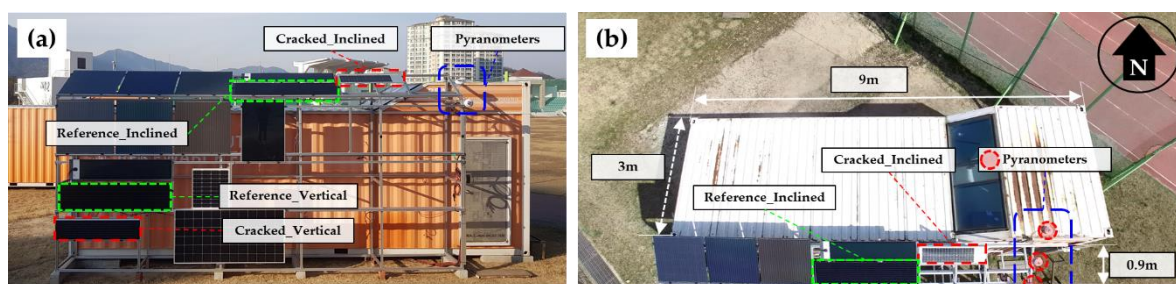 (a)
Cracked_Inclined
Pyranometers
Reference_Inclined
Reference_Vertical
Cracked_Vertical
(b)
N
9m
3m
Cracked_Inclined
Pyranometers
Reference_Inclined
0.9m